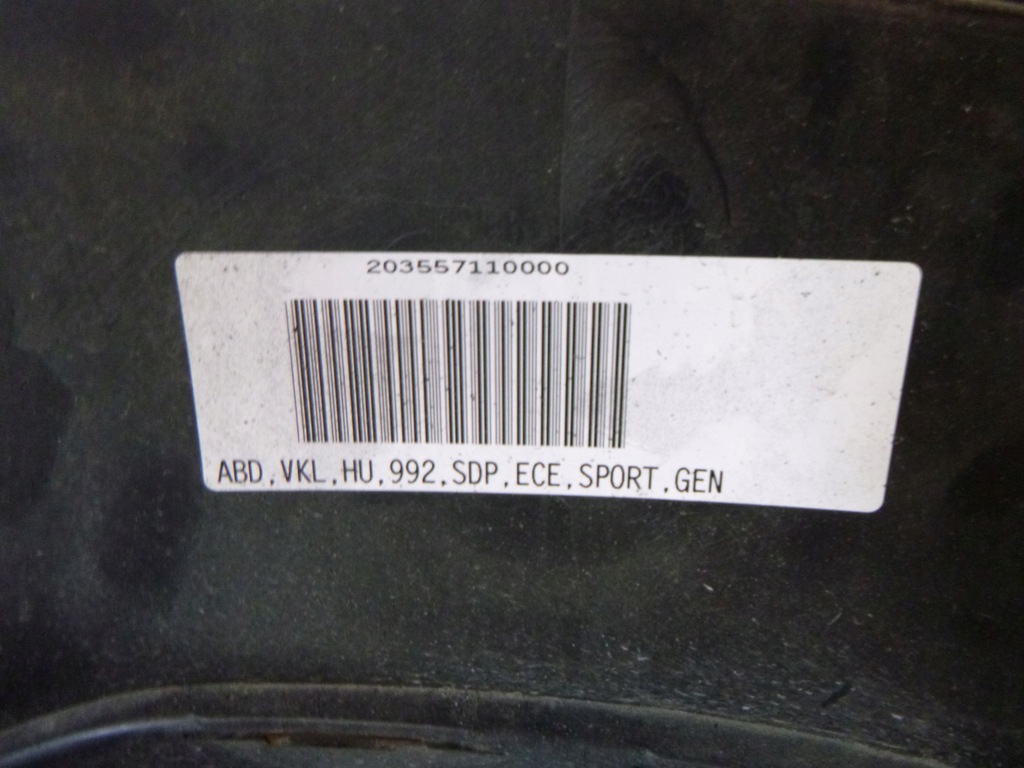 203557110000
ABD,VKL,HU,992,SDP,ECE,SPORT,GEN